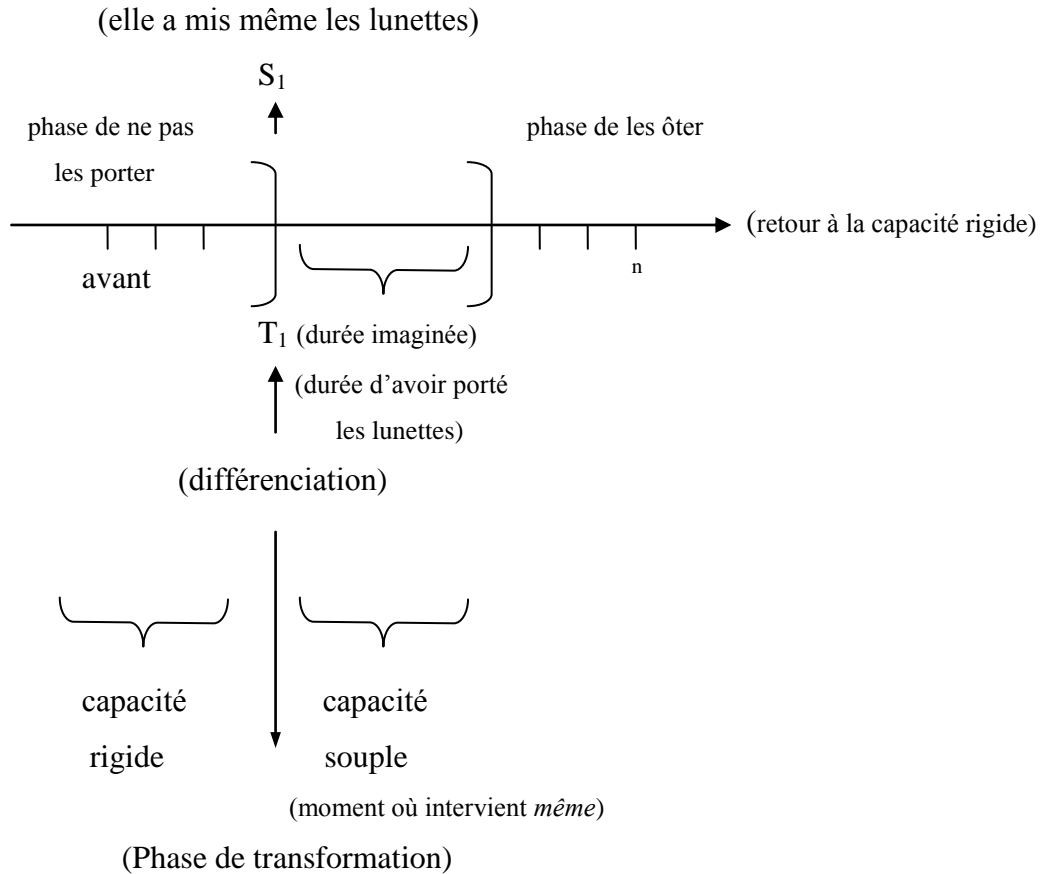 (elle a mis même les lunettes)
S1
phase de ne pas
les porter
phase de les ôter
(retour à la capacité rigide)
avant
n
T1 (durée imaginée)
(durée d’avoir porté
les lunettes)
(différenciation)
capacité
rigide
capacité
souple
(moment où intervient même)
(Phase de transformation)